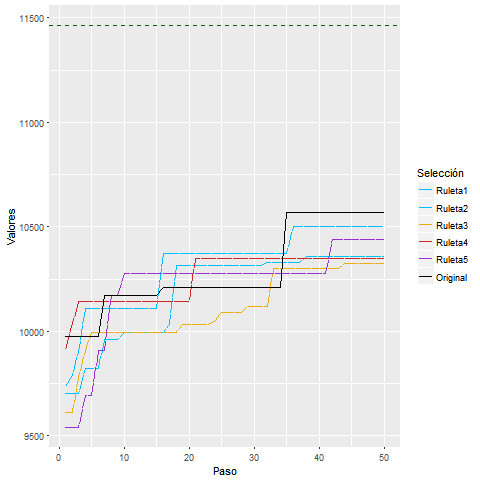 11500
11000
10500
10000
9500
Valores
0
10
20
30
40
50
Paso
Selección
Ruleta1
Ruleta2
Ruleta3
Ruleta4
Ruleta5
Original